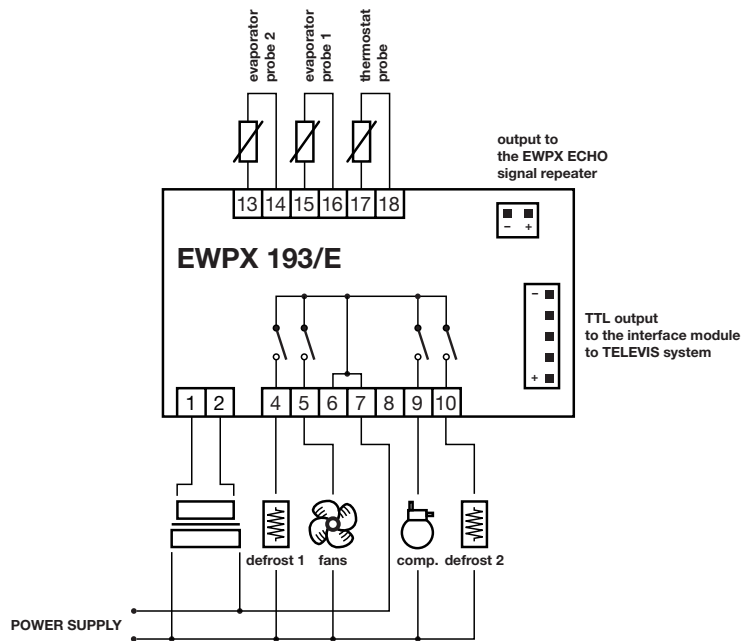 evaporator
probe 2
evaporator
probe 1
thermostat
probe
output to
the EWPX ECHO
signal repeater
13 14 15 16 17 18
- +
EWPX 193/E
-
+
TTL output
to the interface module
to TELEVIS system
1 2 4 5 6 7 8 9 10
defrost 1 fans comp. defrost 2
POWER SUPPLY